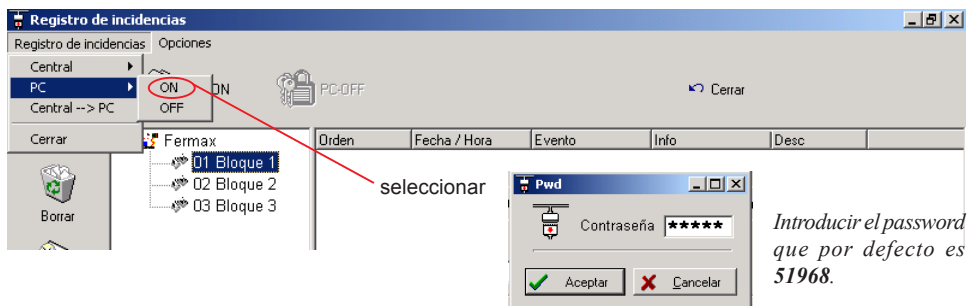 Registro de incidencias
Registro de incidencias Opciones
Central
PC
Central --> PC
Cerrar
ON
OFF
ON
PC-OFF
Cerrar
Borrar
Fermax
01 Bloque 1
02 Bloque 2
03 Bloque 3
Orden Fecha / Hora Evento Info Desc
seleccionar
Pwd
Contraseña *****
Aceptar Cancelar
Introducir el password
que por defecto es
51968.